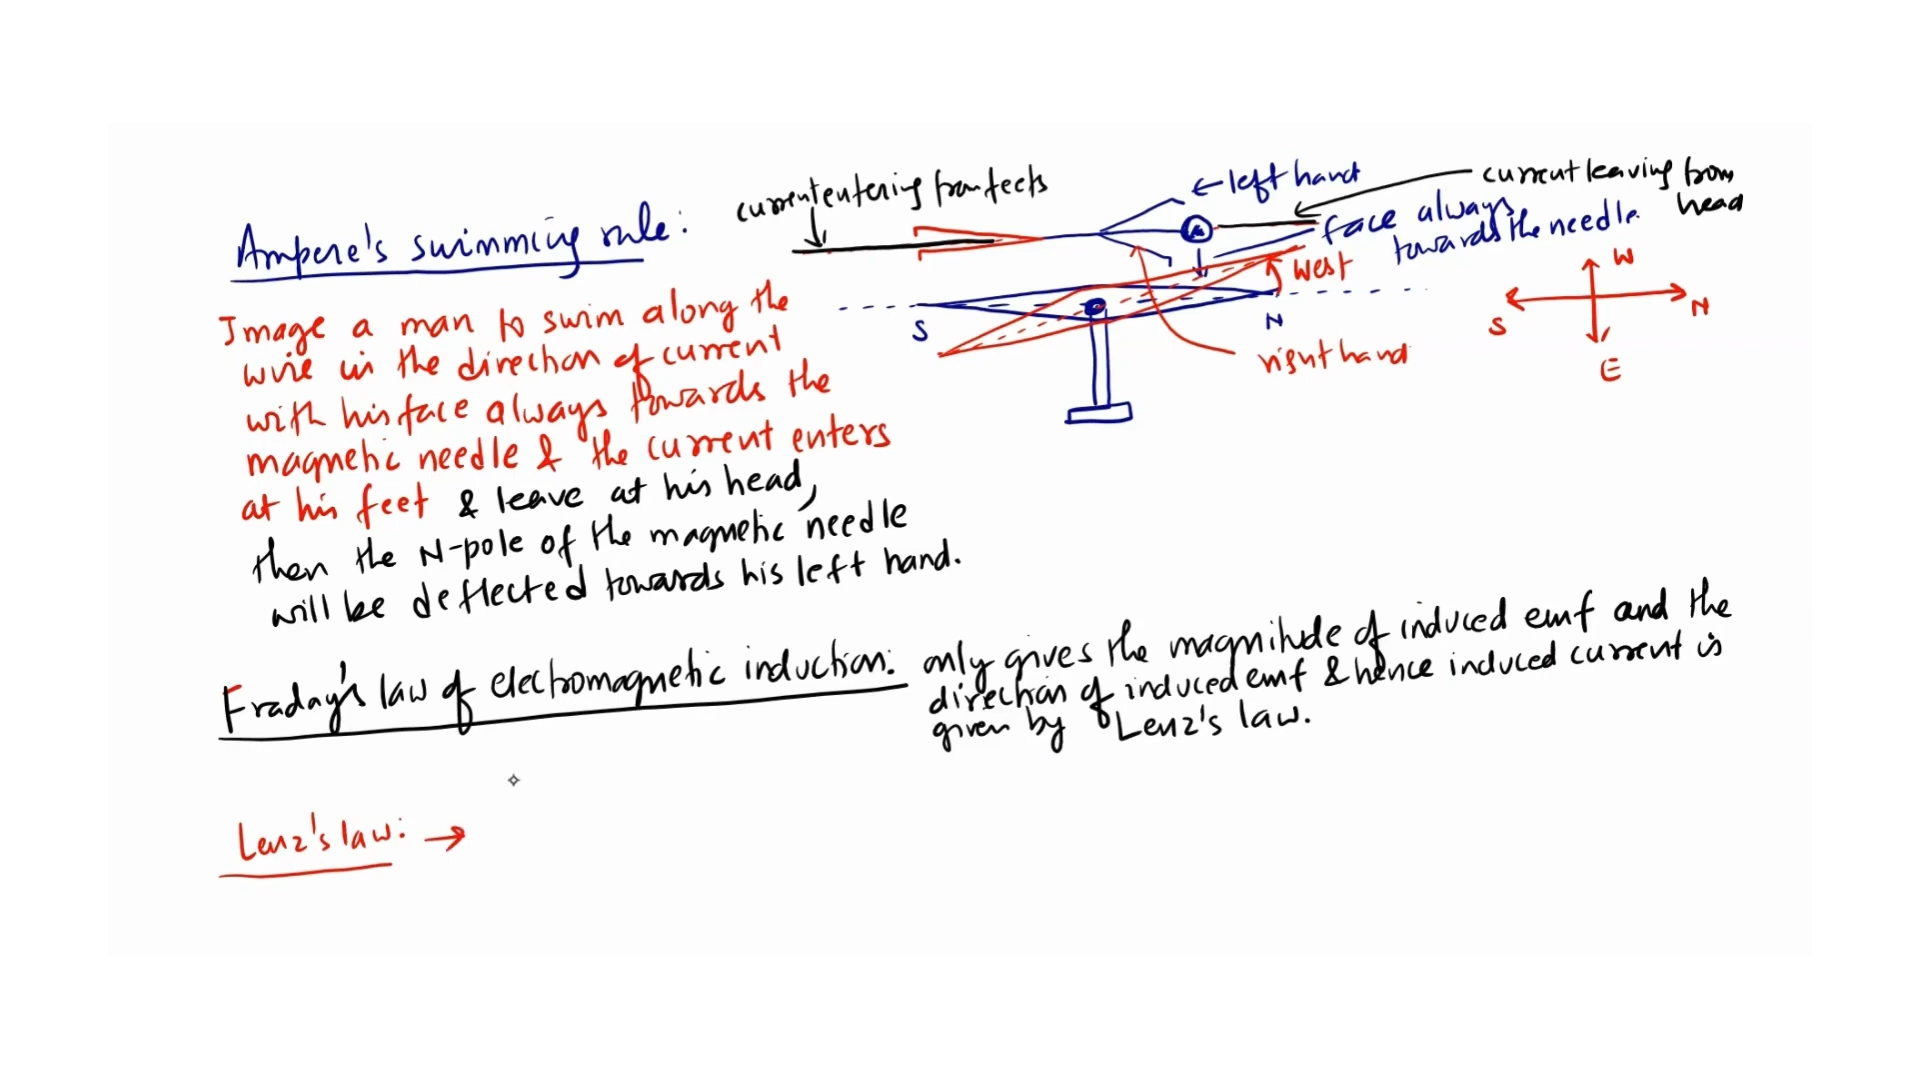 Ampere's swimming rule:
currententering from feets
← left hand
current leaving from
head
face always
towards the needle
West
S
N
right hand
W
S
N
E
Image a man to swim along the
wire in the direction of current
with his face always towards the
magnetic needle & the current enters
at his feet & leave at his head,
then the N-pole of the magnetic needle
will be deflected towards his left hand.
Fraday's law of electromagnetic induction: only gives the magnitude of induced emf and the
direction of induced emf & hence induced current is
given by Lenz's law.
Lenz's law: →